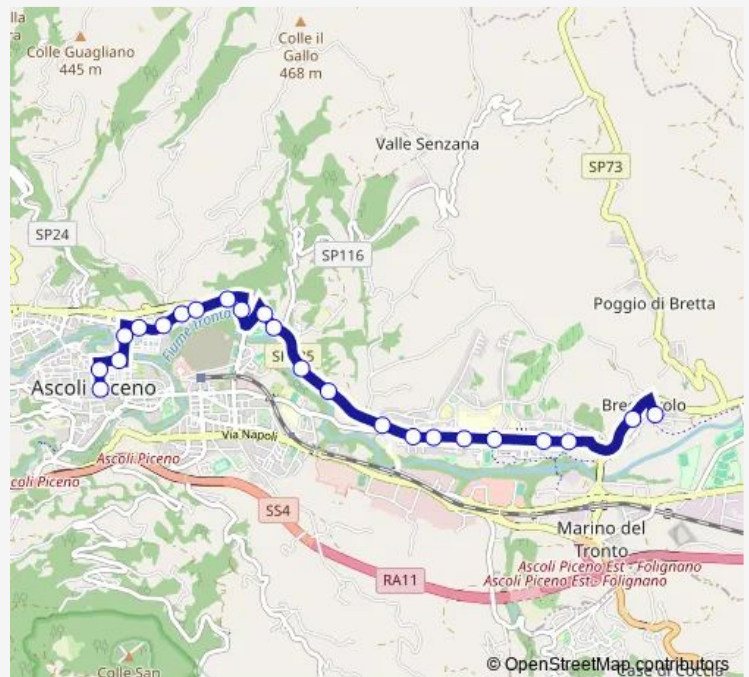 Colle Guagliano
445 m
Colle il
Gallo
468 m
Valle Senzana
SP73
SP24
SP116
Poggio di Bretta
Fiume Tronto
Ascoli Piceno
Via Napoli
Ascoli Piceno
SS4
Marino del
Tronto
Ascoli Piceno Est - Folignano
Ascoli Piceno Est - Folignano
RA11
Colle San
© OpenStreetMap contributors